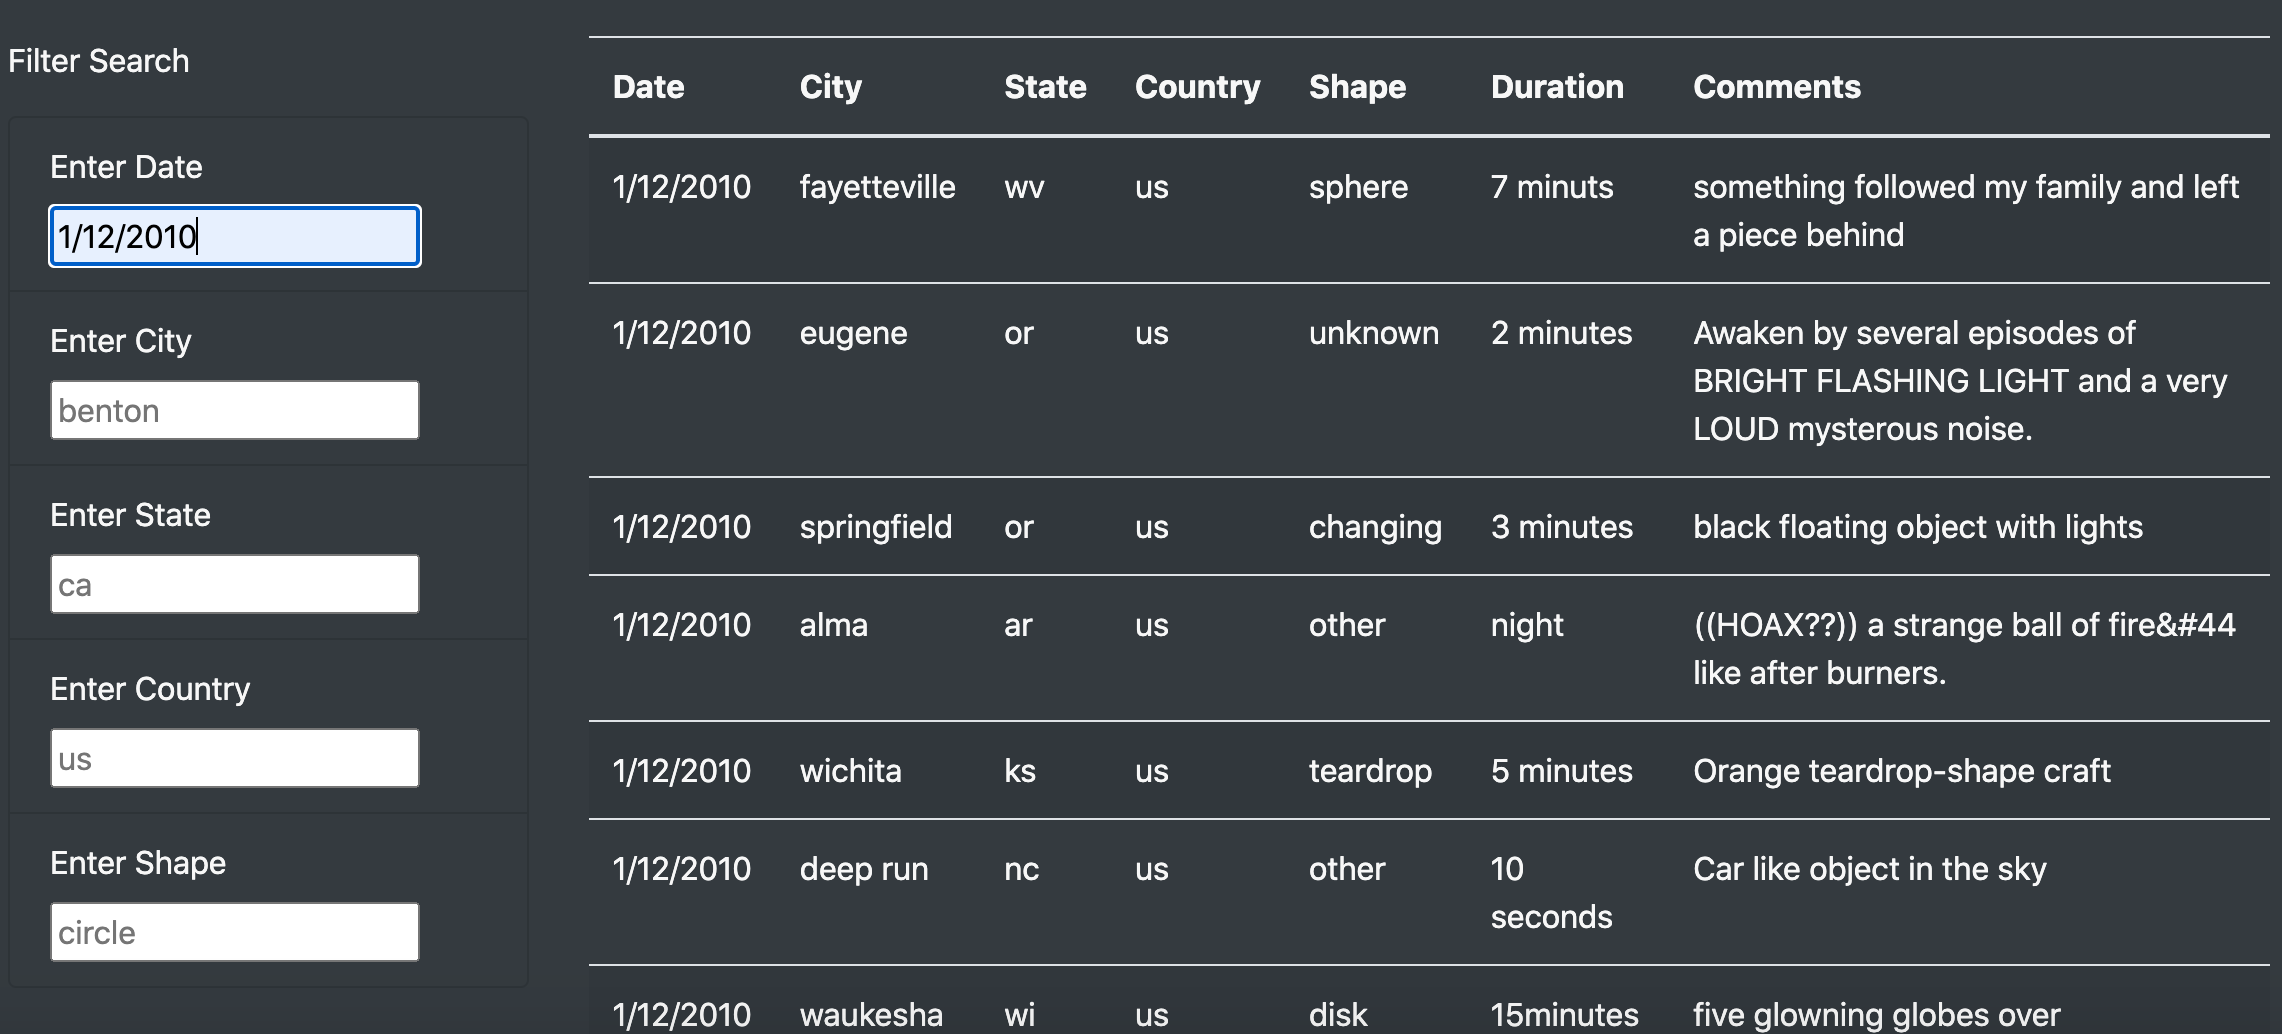 Filter Search
Enter Date
1/12/2010
Enter City
benton
Enter State
ca
Enter Country
us
Enter Shape
circle
Date City State Country Shape Duration Comments
1/12/2010 fayetteville wv us sphere 7 minuts something followed my family and left
a piece behind
1/12/2010 eugene or us unknown 2 minutes Awaken by several episodes of
BRIGHT FLASHING LIGHT and a very
LOUD mysterous noise.
1/12/2010 springfield or us changing 3 minutes black floating object with lights
1/12/2010 alma ar us other night ((HOAX??)) a strange ball of fire&#44
like after burners.
1/12/2010 wichita ks us teardrop 5 minutes Orange teardrop-shape craft
1/12/2010 deep run nc us other 10 Car like object in the sky
seconds
1/12/2010 waukesha wi us disk 15minutes five glowning globes over